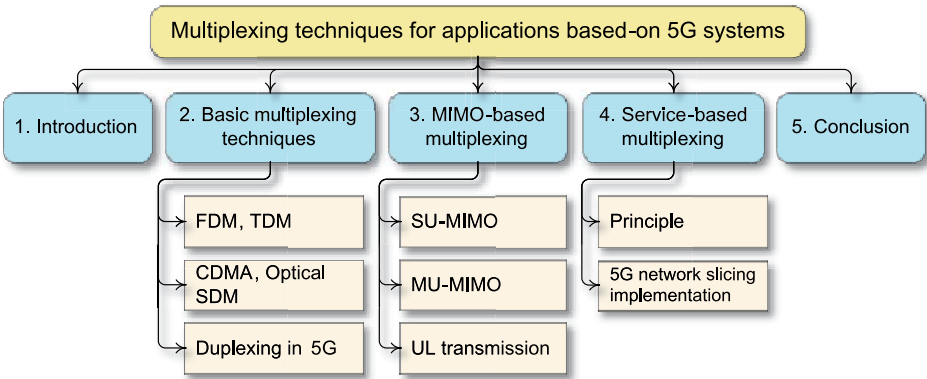 Multiplexing techniques for applications based-on 5G systems
1. Introduction
2. Basic multiplexing
techniques
3. MIMO-based
multiplexing
4. Service-based
multiplexing
5. Conclusion
FDM, TDM
CDMA, Optical
SDM
Duplexing in 5G
SU-MIMO
MU-MIMO
UL transmission
Principle
5G network slicing
implementation